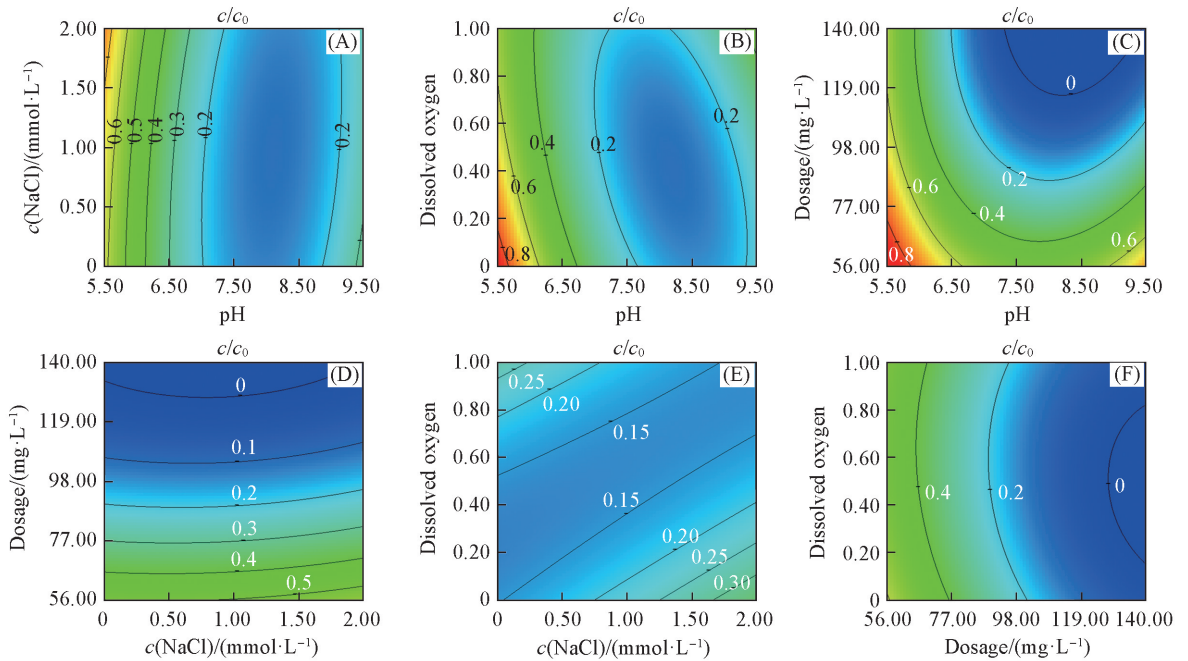 c/c0
(A)
2.00
1.50
1.00
0.50
0
c(NaCl)/(mmol·L−1)
0.6
0.5
0.4
0.3
0.2
0.2
5.50 6.50 7.50 8.50 9.50
pH
c/c0
(B)
1.00
0.80
0.60
0.40
0.20
0
Dissolved oxygen
0.8
0.6
0.4
0.2
0.2
5.50 6.50 7.50 8.50 9.50
pH
c/c0
(C)
140.00
119.00
98.00
77.00
56.00
Dosage/(mg·L−1)
0
0.2
0.4
0.6
0.6
0.8
5.50 6.50 7.50 8.50 9.50
pH
c/c0
(D)
140.00
119.00
98.00
77.00
56.00
Dosage/(mg·L−1)
0
0.1
0.2
0.3
0.4
0.5
0 0.50 1.00 1.50 2.00
c(NaCl)/(mmol·L−1)
c/c0
(E)
1.00
0.80
0.60
0.40
0.20
0
Dissolved oxygen
0.25
0.20
0.15
0.15
0.20
0.25
0.30
0 0.50 1.00 1.50 2.00
c(NaCl)/(mmol·L−1)
c/c0
(F)
1.00
0.80
0.60
0.40
0.20
0
Dissolved oxygen
0.4
0.2
0
56.00 77.00 98.00 119.00 140.00
Dosage/(mg·L−1)